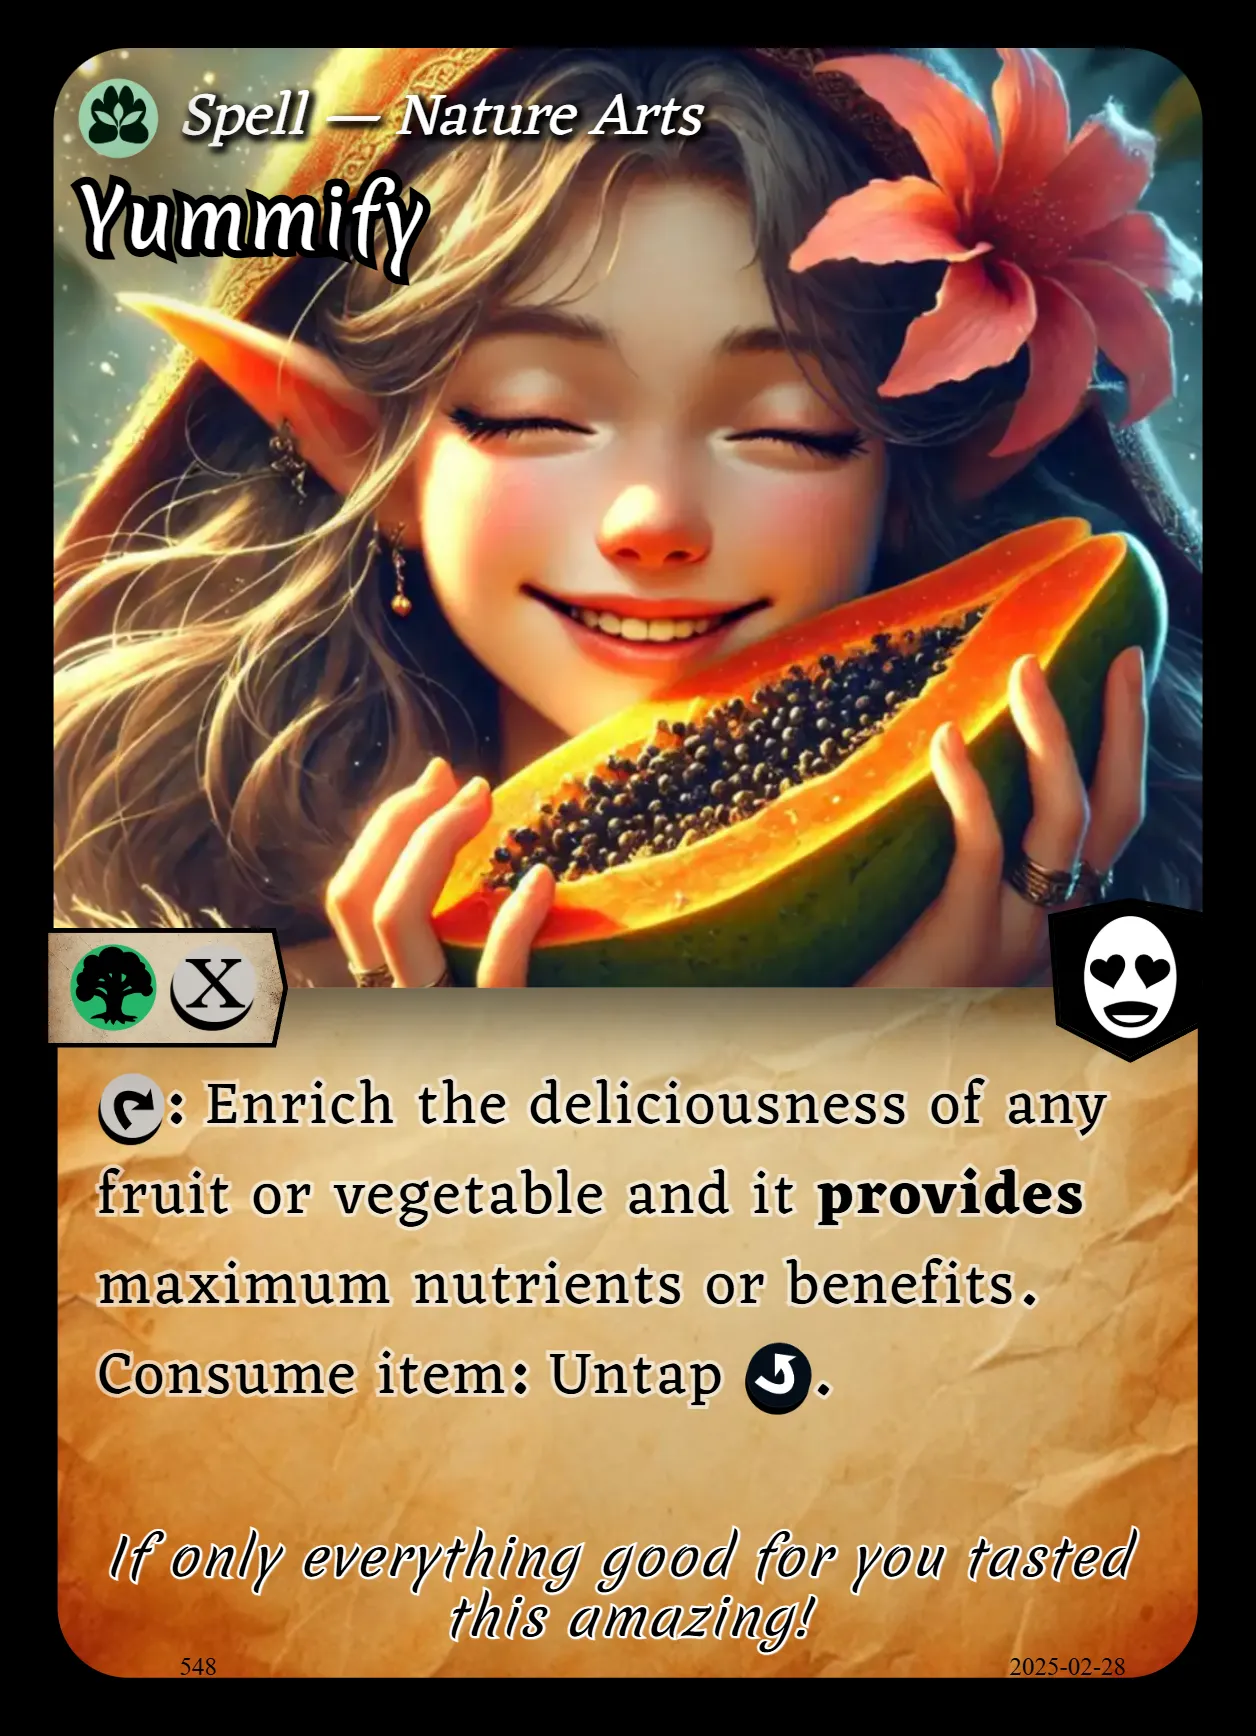 Spell — Nature Arts
Yummify
X
: Enrich the deliciousness of any
fruit or vegetable and it provides
maximum nutrients or benefits.
Consume item: Untap .
If only everything good for you tasted
this amazing!
548
2025-02-28